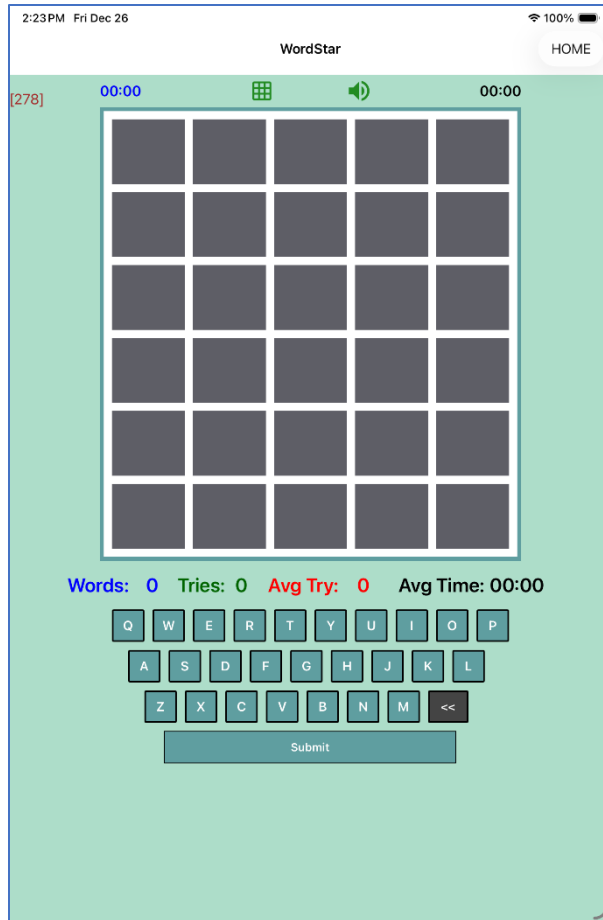 2:23 PM Fri Dec 26 100%
WordStar HOME
[278] 00:00 00:00
Words: 0 Tries: 0 Avg Try: 0 Avg Time: 00:00
Q W E R T Y U I O P
A S D F G H J K L
Z X C V B N M <<
Submit